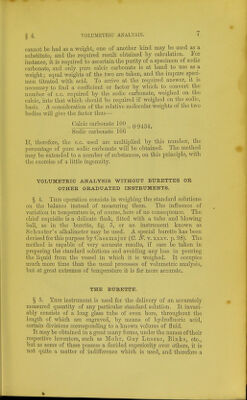 § 4. VOLUMETRIC ANALYSIS. 7
cannot be had as a weight, one of another kind may be used as a
substitute, and the required result obtained by calculation. For
instance, it is required to ascertain the purity of a specimen of sodic
carbonate, and only pure calcic carbonate is at hand to use as a
weight; equal weights of the two are taken, and the impure speci-
men titrated with acid. To arrive at the required answer, it is
necessary to find a coefficient or factor by which to convert the
number of c.c. required by the sodic carbonate, weighed on the
calcic, into that which should be required if weighed on the sodic,
basis. A consideration of the relative molecular weights of the two
bodies will give the factor thus—
Calcic carbonate 100
Sodic carbonate 106 = 0·9434.
If, therefore, the c.c. used are multiplied by this number, the
percentage of pure sodic carbonate will be obtained. The method
may be extended to a number of substances, on this principle, with
the exercise of a little ingenuity.
VOLUMETRIC ANALYSIS WITHOUT BURETTES OR
OTHER GRADUATED INSTRUMENTS.
§ 4. This operation consists in weighing the standard solutions
on the balance instead of measuring them. The influence of
variation in temperature is, of course, here of no consequence. The
chief requisite is a delicate flask, fitted with a tube and blowing
ball, as in the burette, fig. 5, or an instrument known as
Schuster's alkalimeter may be used. A special burette has been
devised for this purpose by Casamajor (C. N. v. xxxv. p. 98). The
method is capable of very accurate results, if care be taken in
preparing the standard solutions and avoiding any loss in pouring
the liquid from the vessel in which it is weighed. It occupies
much more time than the usual processes of volumetric analysis,
but at great extremes of temperature it is far more accurate.
THE BURETTE.
§ 5. This instrument is used for the delivery of an accurately
measured quantity of any particular standard solution. It invari-
ably consists of a long glass tube of even bore, throughout the
length of which are engraved, by means of hydrofluoric acid,
certain divisions corresponding to a known volume of fluid.
It may be obtained in a great many forms, under the names of their
respective inventors, such as Mohr, Gay Lussac, Binks, etc.,
but as some of these possess a decided superiority over others, it is
not quite a matter of indifference which is used, and therefore a